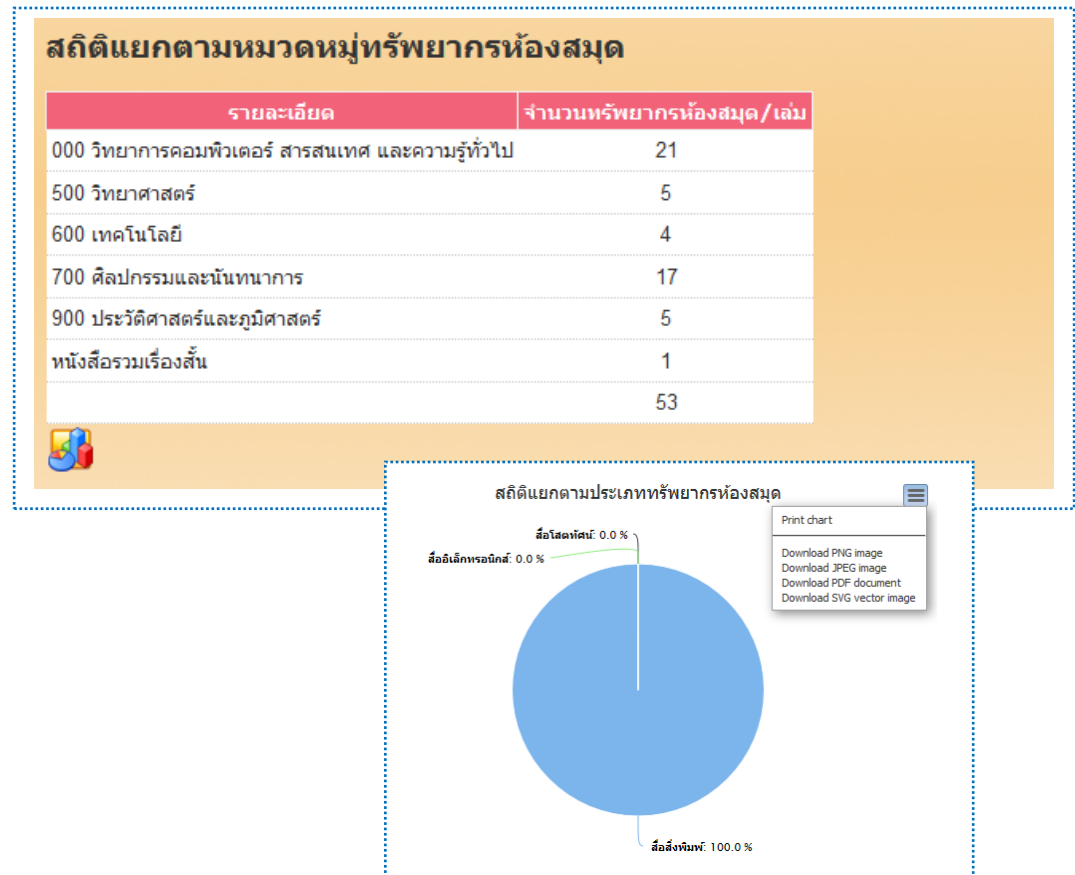 สถิติแยกตามหมวดหมู่ทรัพยากรห้องสมุด
รายละเอียด จำนวนทรัพยากรห้องสมุด/เล่ม
000 วิทยาการคอมพิวเตอร์ สารสนเทศ และความรู้ทั่วไป 21
500 วิทยาศาสตร์ 5
600 เทคโนโลยี 4
700 ศิลปกรรมและนันทนาการ 17
900 ประวัติศาสตร์และภูมิศาสตร์ 5
หนังสือรวมเรื่องสั้น 1
53
สถิติแยกตามประเภททรัพยากรห้องสมุด
Print chart
Download PNG image
Download JPEG image
Download PDF document
Download SVG vector image
สื่อโสตทัศน์: 0.0 %
สื่ออิเล็กทรอนิกส์: 0.0 %
สื่อสิ่งพิมพ์: 100.0 %